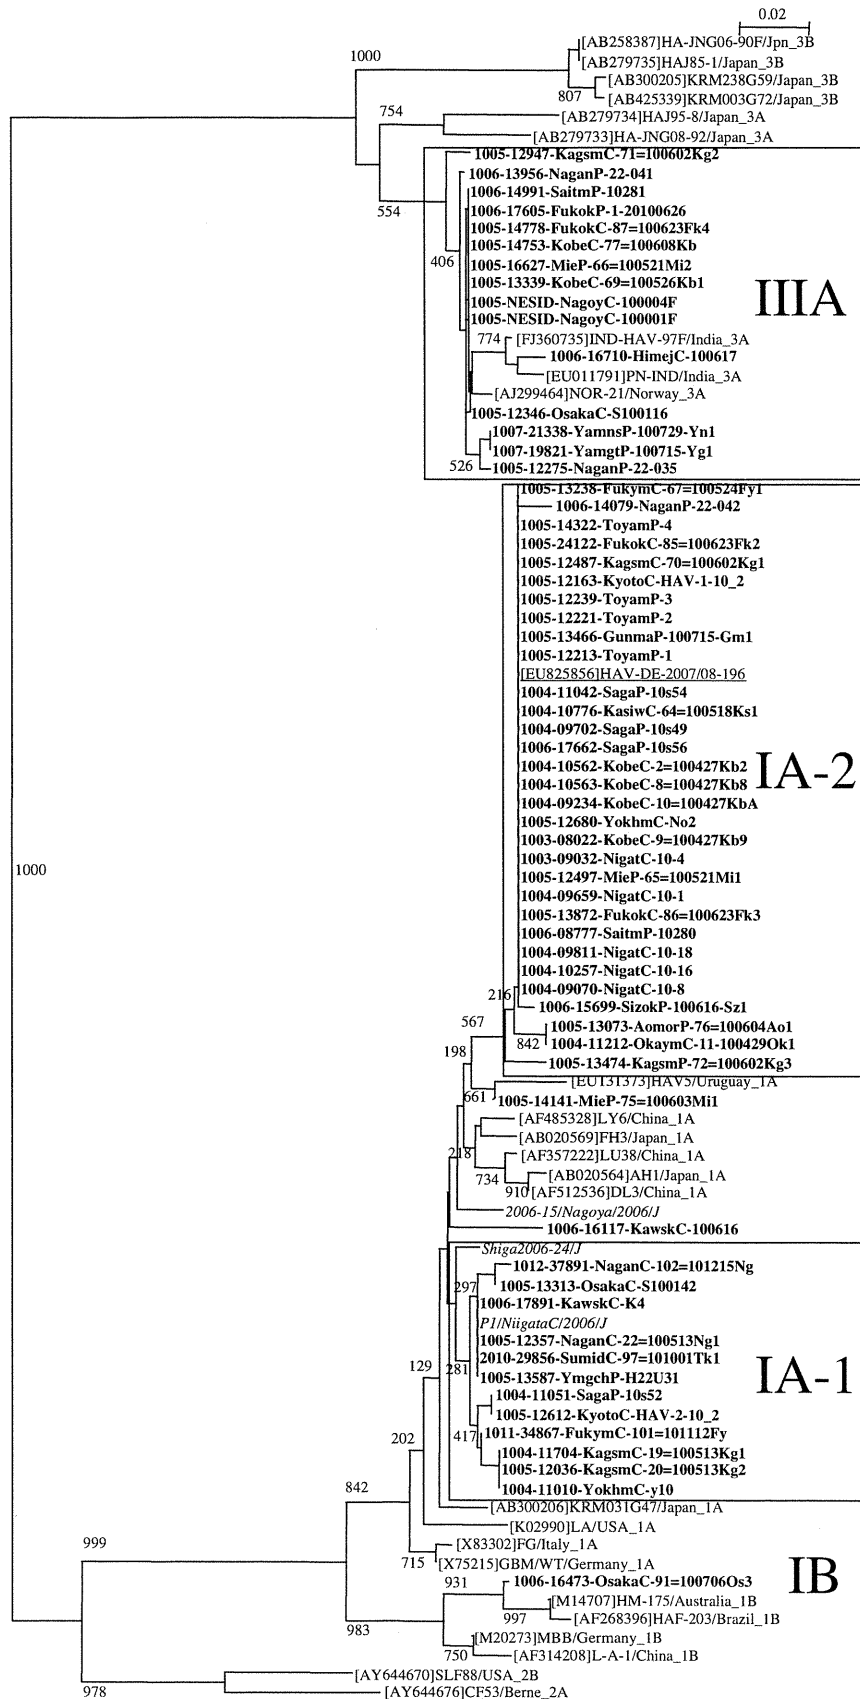 0.02
[AB258387]HA-JNG06-90F/Jpn_3B
1000
[AB279735]HAJ85-1/Japan_3B
[AB300205]KRM238G59/Japan_3B
807
[AB425339]KRM003G72/Japan_3B
754
[AB279734]HAJ95-8/Japan_3A
[AB279733]HA-JNG08-92/Japan_3A
1005-12947-KagsmC-71=100602Kg2
1006-13956-NaganP-22-041
1006-14991-SaitmP-10281
554
1006-17605-FukokP-1-20100626
1005-14778-FukokC-87=100623Fk4
1005-14753-KobeC-77=100608Kb
406
1005-16627-MieP-66=100521Mi2
1005-13339-KobeC-69=100526Kb1
IIIA
1005-NESID-NagoyC-100004F
1005-NESID-NagoyC-100001F
774
[FJ360735]IND-HAV-97F/India_3A
1006-16710-HimejC-100617
[EU011791]PN-IND/India_3A
[AJ299464]NOR-21/Norway_3A
1005-12346-OsakaC-S100116
1007-21338-YamnsP-100729-Yn1
1007-19821-YamgtP-100715-Yg1
526
1005-12275-NaganP-22-035
1005-13238-FukymC-67=100524Fy1
1006-14079-NaganP-22-042
1005-14322-ToyamP-4
1005-24122-FukokC-85=100623Fk2
1005-12487-KagsmC-70=100602Kg1
1005-12163-KyotoC-HAV-1-10_2
1005-12239-ToyamP-3
1005-12221-ToyamP-2
1005-13466-GunmaP-100715-Gm1
1005-12213-ToyamP-1
[EU825856]HAV-DE-2007/08-196
1004-11042-SagaP-10s54
1004-10776-KasiwC-64=100518Ks1
1004-09702-SagaP-10s49
1006-17662-SagaP-10s56
1004-10562-KobeC-2=100427Kb2
IA-2
1004-10563-KobeC-8=100427Kb8
1004-09234-KobeC-10=100427KbA
1005-12680-YokhmC-No2
1003-08022-KobeC-9=100427Kb9
1003-09032-NigatC-10-4
1000
1005-12497-MieP-65=100521Mi1
1004-09659-NigatC-10-1
1005-13872-FukokC-86=100623Fk3
1006-08777-SaitmP-10280
1004-09811-NigatC-10-18
1004-10257-NigatC-10-16
1004-09070-NigatC-10-8
216
1006-15699-SizokP-100616-Sz1
567
1005-13073-AomorP-76=100604Ao1
842
1004-11212-OkaymC-11-100429Ok1
198
1005-13474-KagsmP-72=100602Kg3
[EU131373]HAV5/Uruguay_1A
661
1005-14141-MieP-75=100603Mi1
[AF485328]LY6/China_1A
[AB020569]FH3/Japan_1A
218
[AF357222]LU38/China_1A
734
[AB020564]AH1/Japan_1A
910
[AF512536]DL3/China_1A
2006-15/Nagoya/2006/J
1006-16117-KawskC-100616
Shiga2006-24/J
1012-37891-NaganC-102=101215Ng
297
1005-13313-OsakaC-S100142
1006-17891-KawskC-K4
P1/NiigataC/2006/J
1005-12357-NaganC-22=100513Ng1
129
2010-29856-SumidC-97=101001Tk1
281
1005-13587-YmgchP-H22U31
IA-1
1004-11051-SagaP-10s52
1005-12612-KyotoC-HAV-2-10_2
417
1011-34867-FukymC-101=101112Fy
202
1004-11704-KagsmC-19=100513Kg1
1005-12036-KagsmC-20=100513Kg2
842
1004-11010-YokhmC-y10
[AB300206]KRM031G47/Japan_1A
[K02990]LA/USA_1A
999
[X83302]FG/Italy_1A
715
[X75215]GBM/WT/Germany_1A
IB
931
1006-16473-OsakaC-91=100706Os3
[M14707]HM-175/Australia_1B
997
[AF268396]HAF-203/Brazil_1B
983
[M20273]MBB/Germany_1B
750
[AF314208]L-A-1/China_1B
[AY644670]SLF88/USA_2B
978
[AY644676]CF53/Berne_2A